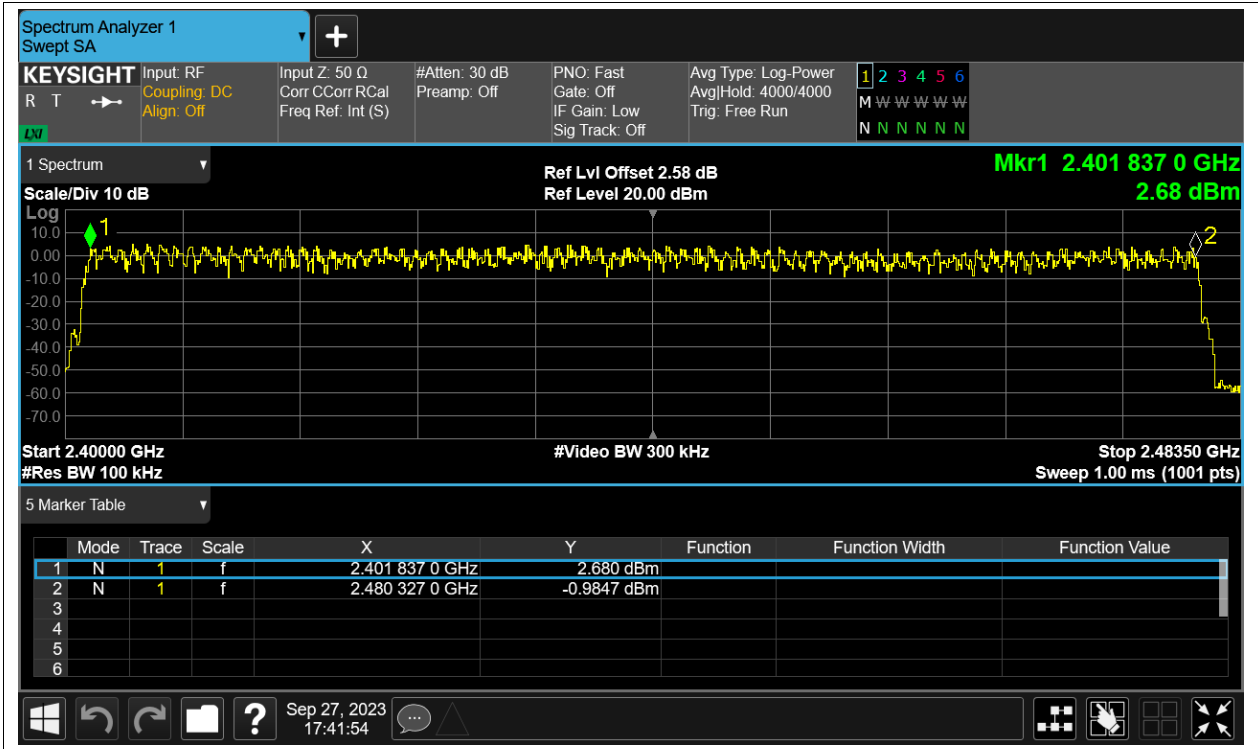 Spectrum Analyzer 1
Swept SA
KEYSIGHT Input: RF Input Z: 50 Ω #Atten: 30 dB PNO: Fast Avg Type: Log-Power 1 2 3 4 5 6
R T Coupling: DC Corr CCorr RCal Preamp: Off Gate: Off Avg|Hold: 4000/4000 M W W W W W
Align: Off Freq Ref: Int (S) IF Gain: Low Trig: Free Run
LXI Sig Track: Off N N N N N N
1 Spectrum Ref Lvl Offset 2.58 dB Mkr1 2.401 837 0 GHz
Scale/Div 10 dB Ref Level 20.00 dBm 2.68 dBm
Log
1
2
10.0
0.00
-10.0
-20.0
-30.0
-40.0
-50.0
-60.0
-70.0
Start 2.40000 GHz #Video BW 300 kHz Stop 2.48350 GHz
#Res BW 100 kHz Sweep 1.00 ms (1001 pts)
5 Marker Table
Mode Trace Scale X Y Function Function Width Function Value
1 N 1 f 2.401 837 0 GHz 2.680 dBm
2 N 1 f 2.480 327 0 GHz -0.9847 dBm
3
4
5
6
? Sep 27, 2023
17:41:54